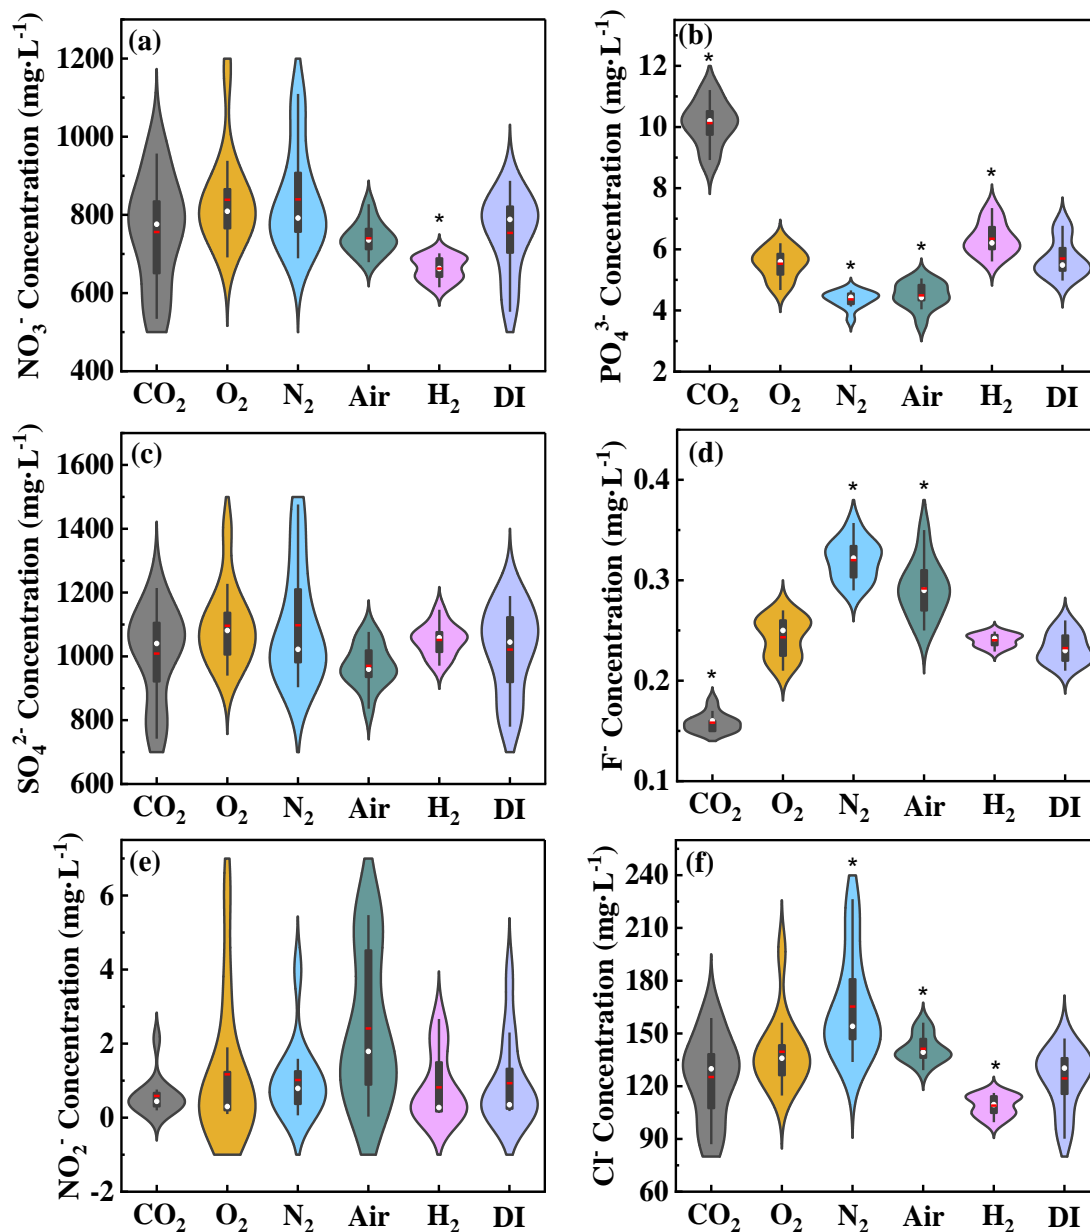 (a)
NO₃⁻ Concentration (mg·L⁻¹)
1200
1000
800
600
400
*
CO₂ O₂ N₂ Air H₂ DI
(b)
PO₄³⁻ Concentration (mg·L⁻¹)
12
10
8
6
4
2
* * * *
CO₂ O₂ N₂ Air H₂ DI
(c)
SO₄²⁻ Concentration (mg·L⁻¹)
1600
1400
1200
1000
800
600
CO₂ O₂ N₂ Air H₂ DI
(d)
F⁻ Concentration (mg·L⁻¹)
0.4
0.3
0.2
0.1
* * *
CO₂ O₂ N₂ Air H₂ DI
(e)
NO₂⁻ Concentration (mg·L⁻¹)
6
4
2
0
-2
CO₂ O₂ N₂ Air H₂ DI
(f)
Cl⁻ Concentration (mg·L⁻¹)
240
210
180
150
120
90
60
* * *
CO₂ O₂ N₂ Air H₂ DI